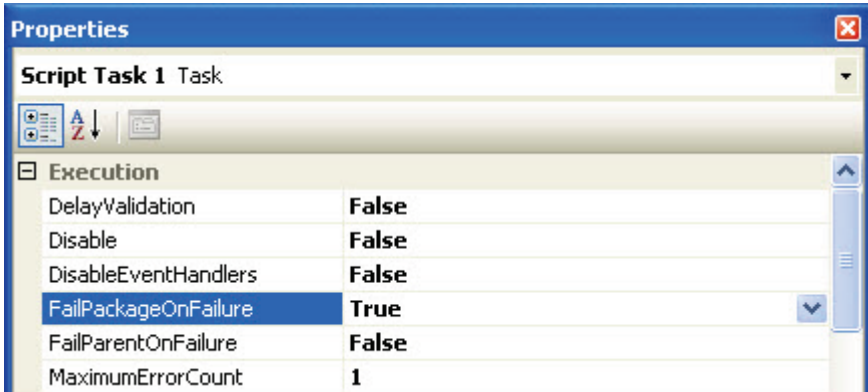 Properties
Script Task 1 Task
Execution
DelayValidation False
Disable False
DisableEventHandlers False
FailPackageOnFailure True
FailParentOnFailure False
MaximumErrorCount 1